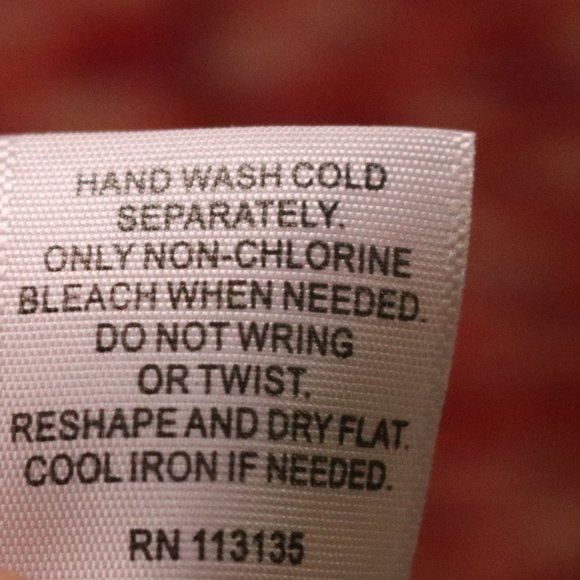 HAND WASH COLD
SEPARATELY.
ONLY NON-CHLORINE
BLEACH WHEN NEEDED.
DO NOT WRING
OR TWIST.
RESHAPE AND DRY FLAT.
COOL IRON IF NEEDED.
RN 113135